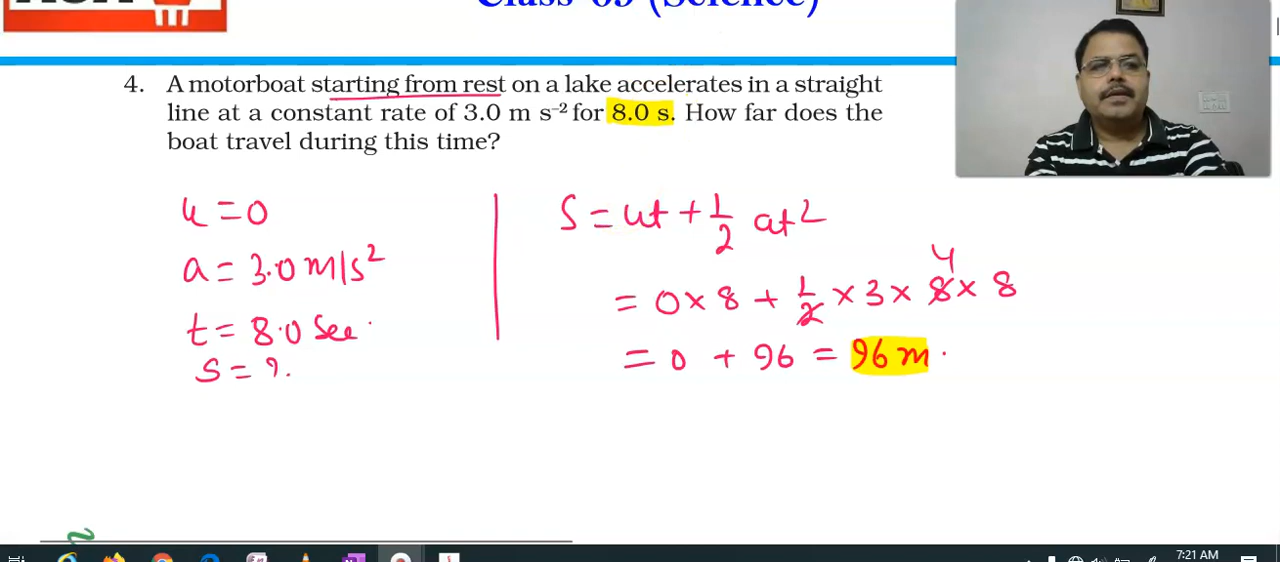 Class-09 (Science)
4. A motorboat starting from rest on a lake accelerates in a straight
line at a constant rate of 3.0 m s⁻² for 8.0 s. How far does the
boat travel during this time?
u = 0
a = 3.0 m/s²
t = 8.0 Sec.
S = ?.
S = ut + 1/2 at²
4
= 0 × 8 + 1/2 × 3 × 8 × 8
= 0 + 96 = 96 m.
7:21 AM